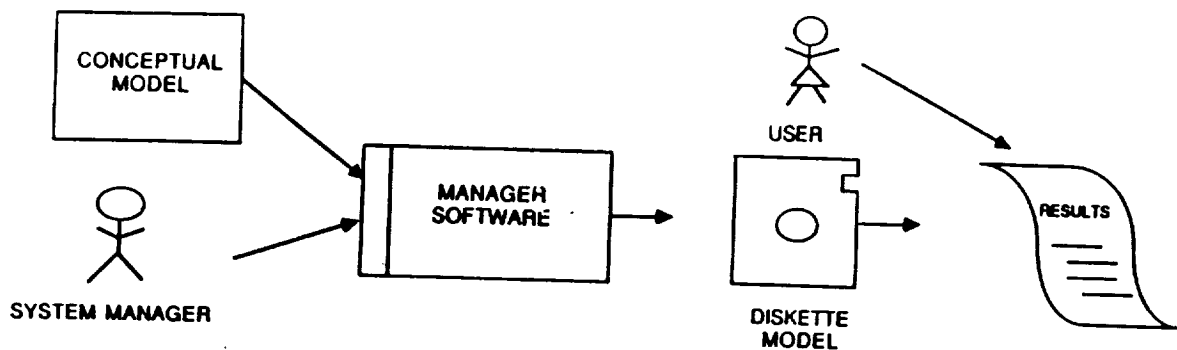 CONCEPTUAL
MODEL
SYSTEM MANAGER
MANAGER
SOFTWARE
USER
DISKETTE
MODEL
RESULTS